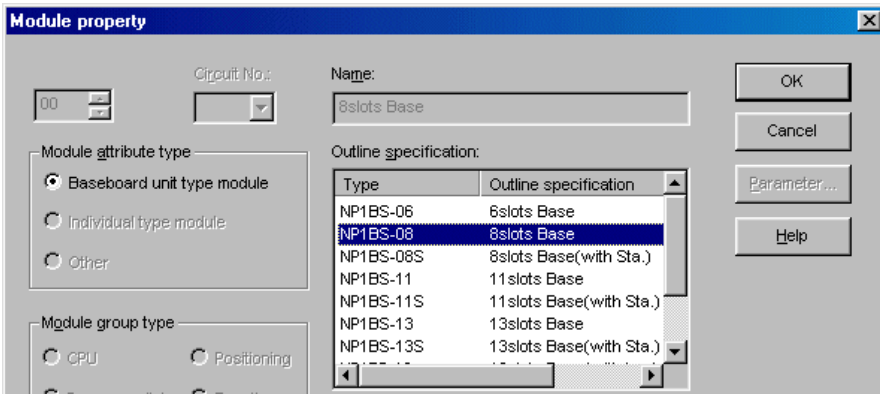 Module property
Circuit No.:
Name:
00
8slots Base
OK
Cancel
Parameter...
Help
Module attribute type
Baseboard unit type module
Individual type module
Other
Module group type
CPU
Positioning
Outline specification:
Type Outline specification
NP1BS-06 6slots Base
NP1BS-08 8slots Base
NP1BS-08S 8slots Base(with Sta.)
NP1BS-11 11slots Base
NP1BS-11S 11slots Base(with Sta.)
NP1BS-13 13slots Base
NP1BS-13S 13slots Base(with Sta.)